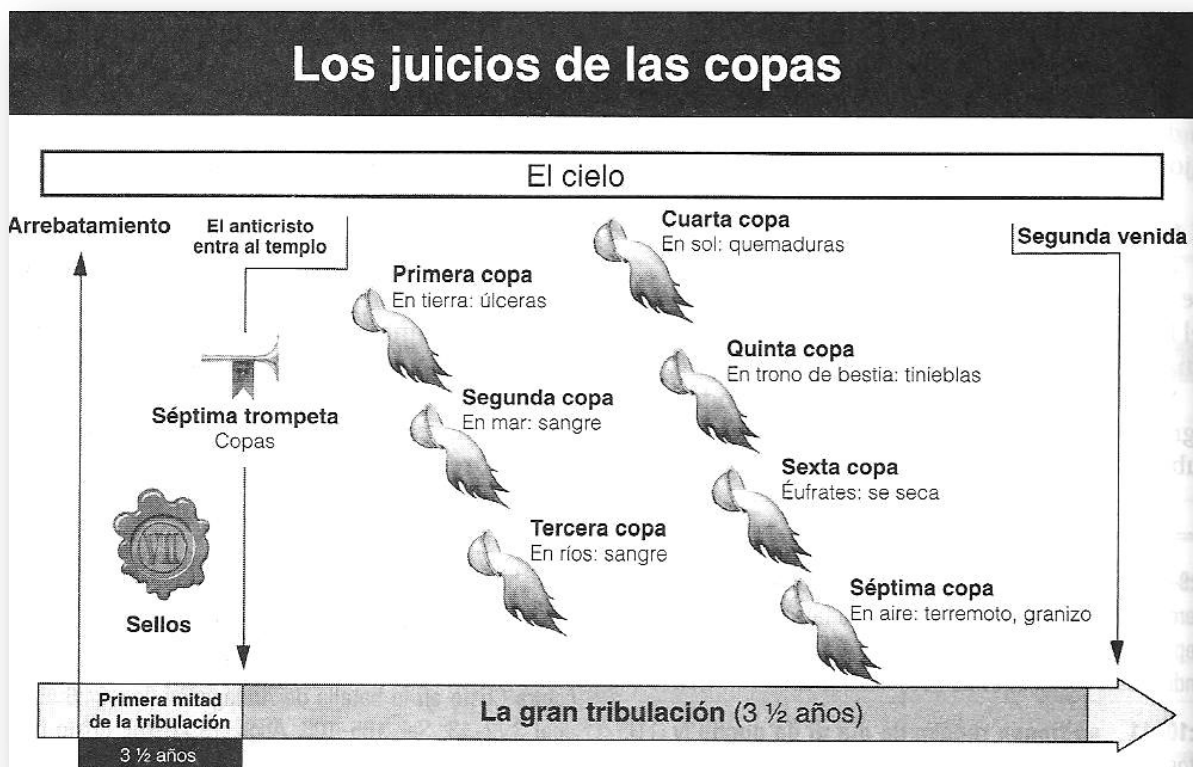 Los juicios de las copas
El cielo
Arrebatamiento
El anticristo
entra al templo
Séptima trompeta
Copas
VII
Sellos
Primera copa
En tierra: úlceras
Segunda copa
En mar: sangre
Tercera copa
En ríos: sangre
Cuarta copa
En sol: quemaduras
Quinta copa
En trono de bestia: tinieblas
Sexta copa
Éufrates: se seca
Séptima copa
En aire: terremoto, granizo
Segunda venida
Primera mitad
de la tribulación
3 ½ años
La gran tribulación (3 ½ años)